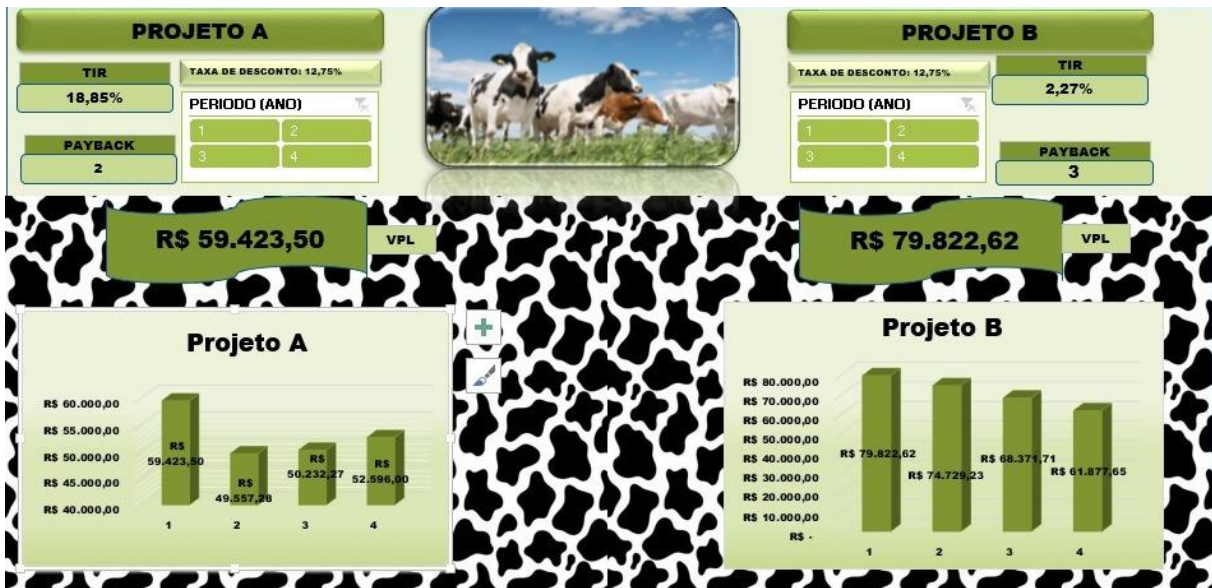 PROJETO A
TIR
18,85%
TAXA DE DESCONTO: 12,75%
PERIODO (ANO)
1 2
3 4
PAYBACK
2
PROJETO B
TAXA DE DESCONTO: 12,75%
TIR
2,27%
PERIODO (ANO)
1 2
3 4
PAYBACK
3
R$ 59.423,50
VPL
R$ 79.822,62
VPL
Projeto A
R$ 60.000,00
R$ 55.000,00
R$ 50.000,00
R$ 45.000,00
R$ 40.000,00
R$
59.423,50
R$
49.557,28
R$
50.232,27
R$
52.596,00
1 2 3 4
Projeto B
R$ 80.000,00
R$ 70.000,00
R$ 60.000,00
R$ 50.000,00
R$ 40.000,00
R$ 30.000,00
R$ 20.000,00
R$ 10.000,00
R$ -
R$ 79.822,62
R$ 74.729,23
R$ 68.371,71
R$ 61.877,65
1 2 3 4